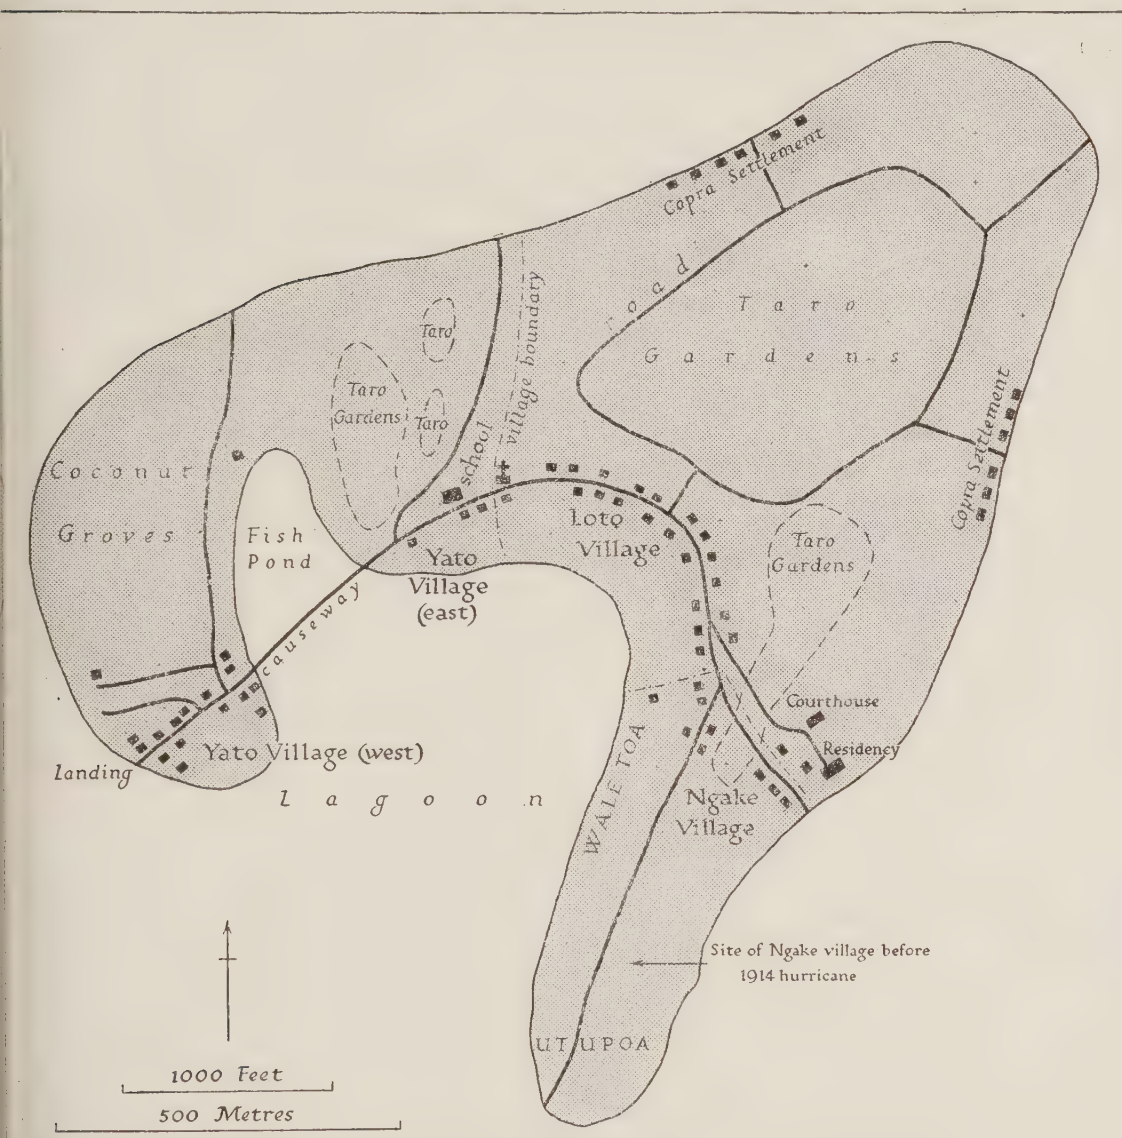 Copra Settlement
road
Taro
Gardens
village boundary
Taro
Taro
Gardens
Taro
school
Copra Settlement
Coconut
Groves
Fish
Pond
Loto
Village
Taro
Gardens
Yato
Village
(east)
causeway
Courthouse
Residency
Yato Village (west)
landing
lagoon
WALE TOA
Ngake
Village
Site of Ngake village before
1914 hurricane
UTUPOA
1000 Feet
500 Metres